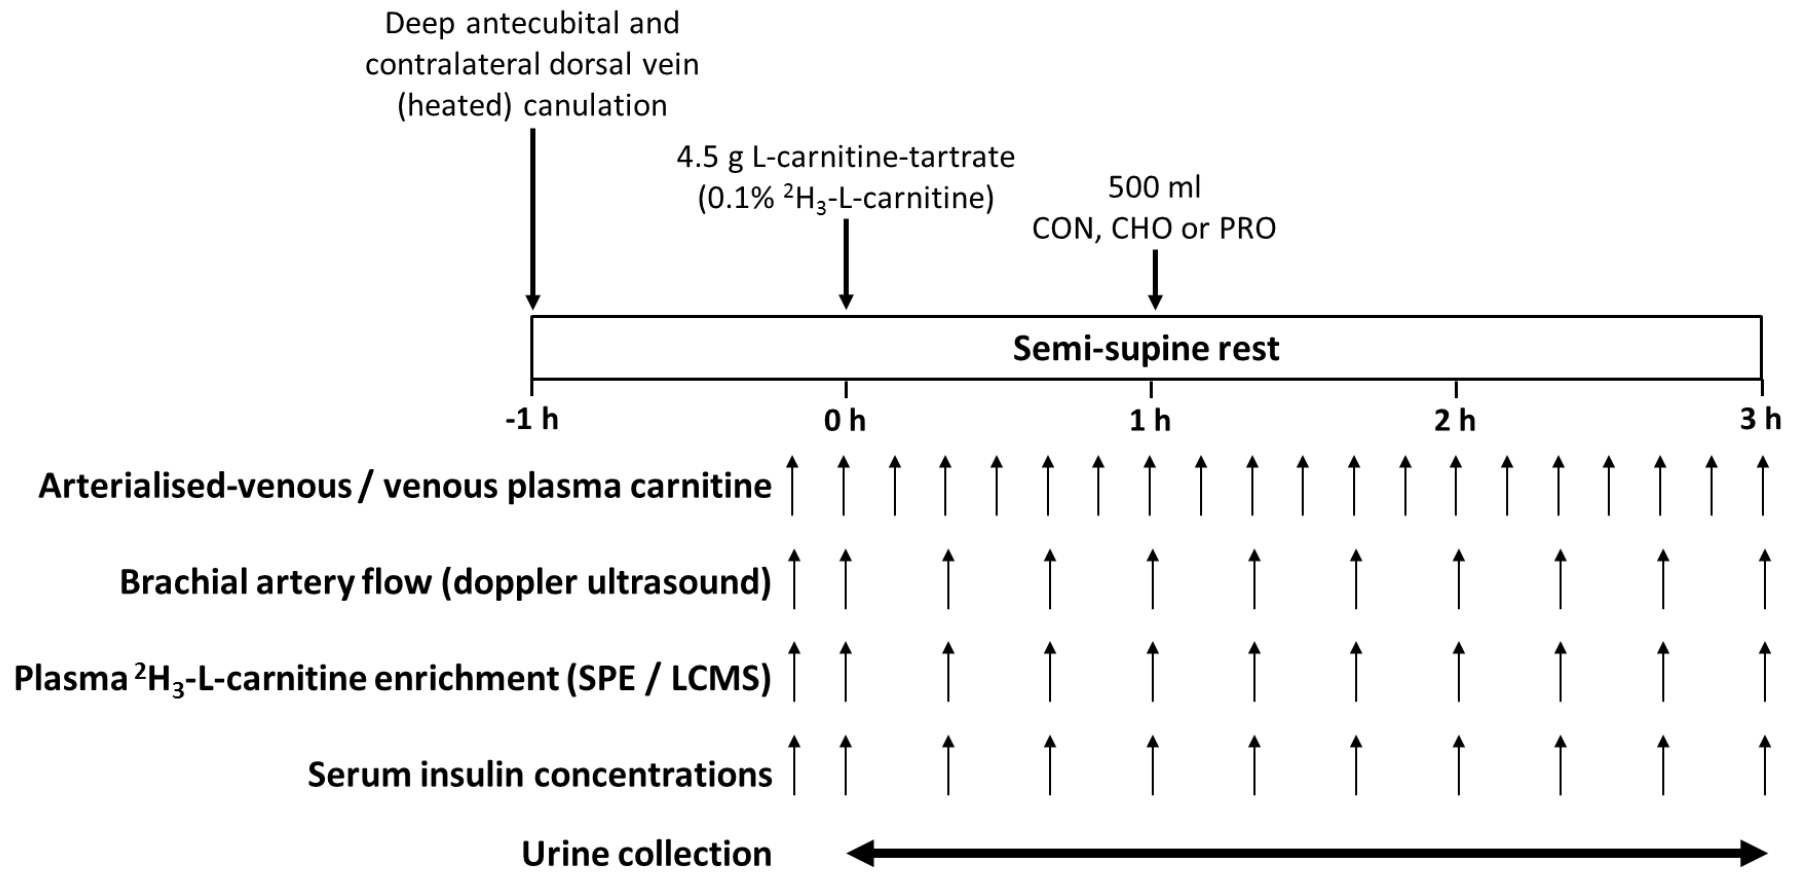 Deep antecubital and
contralateral dorsal vein
(heated) canulation
4.5 g L-carnitine-tartrate
(0.1% ²H₃-L-carnitine)
500 ml
CON, CHO or PRO
Semi-supine rest
-1 h 0 h 1 h 2 h 3 h
Arterialised-venous / venous plasma carnitine
Brachial artery flow (doppler ultrasound)
Plasma ²H₃-L-carnitine enrichment (SPE / LCMS)
Serum insulin concentrations
Urine collection